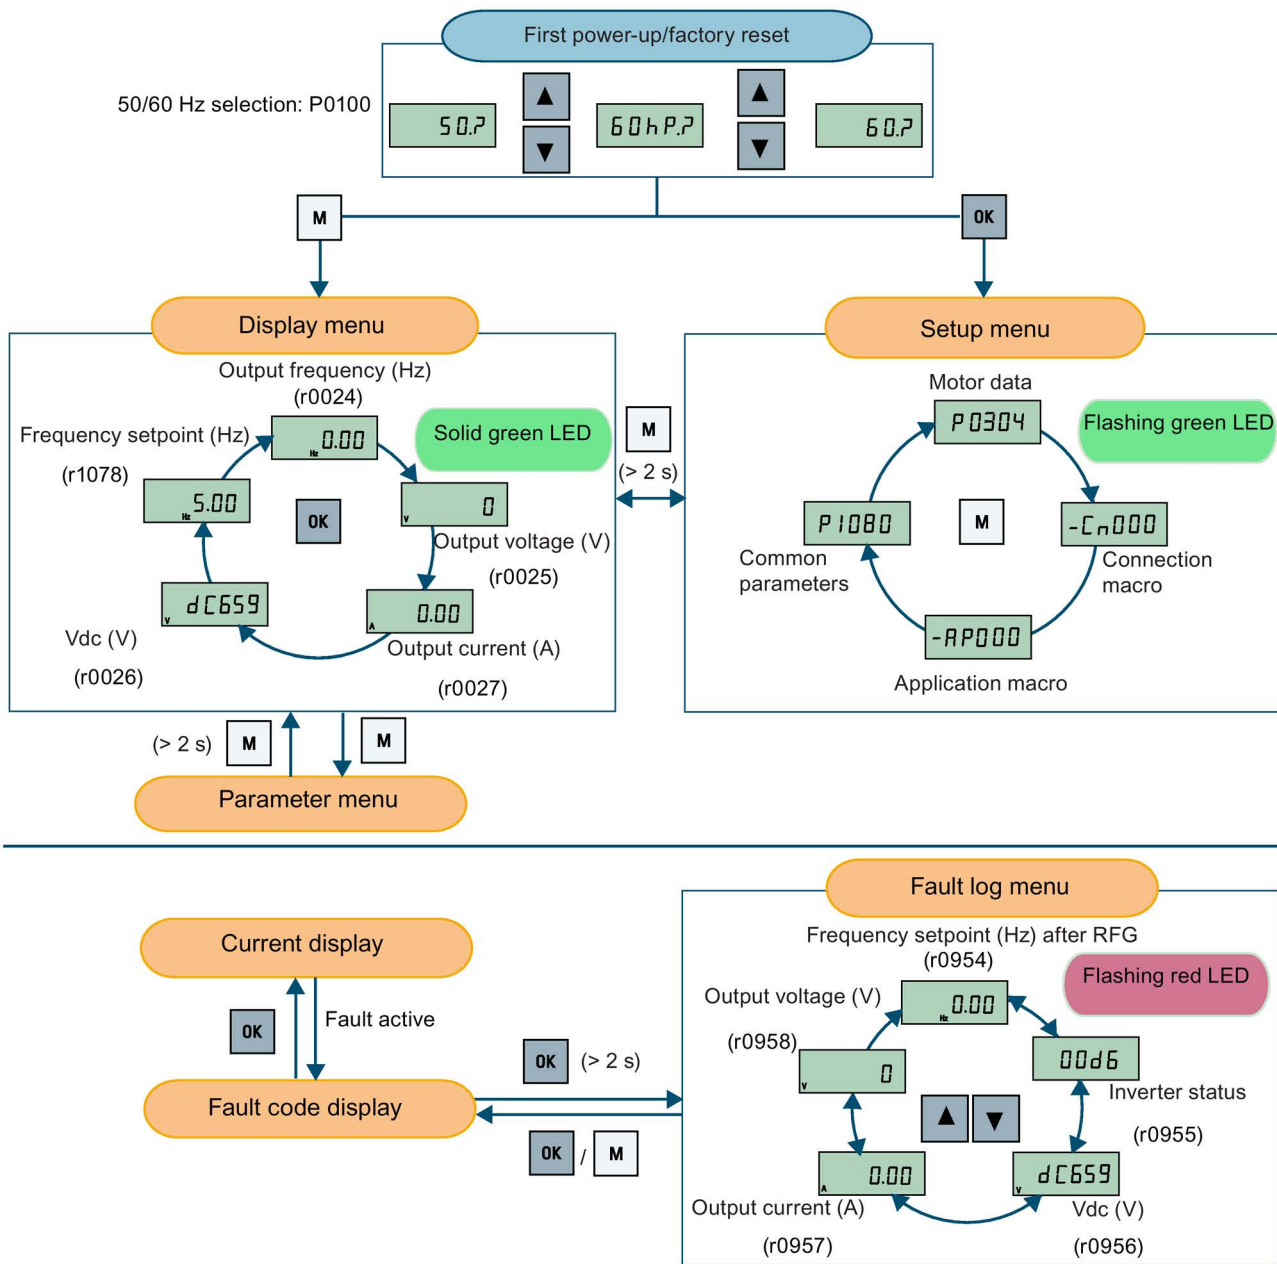 First power-up/factory reset
50/60 Hz selection: P0100
50.?
60hP.?
60.?
M
OK
Display menu
Output frequency (Hz)
(r0024)
Hz 0.00
Solid green LED
Frequency setpoint (Hz)
(r1078)
Hz 5.00
OK
V 0
Output voltage (V)
(r0025)
V dC659
Vdc (V)
(r0026)
A 0.00
Output current (A)
(r0027)
M
(> 2 s)
Setup menu
Motor data
P0304
Flashing green LED
P1080
Common
parameters
M
-Cn000
Connection
macro
-AP000
Application macro
(> 2 s)
M
M
Parameter menu
Current display
OK
Fault active
Fault code display
OK
(> 2 s)
OK
/
M
Fault log menu
Frequency setpoint (Hz) after RFG
(r0954)
Hz 0.00
Flashing red LED
Output voltage (V)
(r0958)
V 0
00d6
Inverter status
(r0955)
A 0.00
Output current (A)
(r0957)
V dC659
Vdc (V)
(r0956)